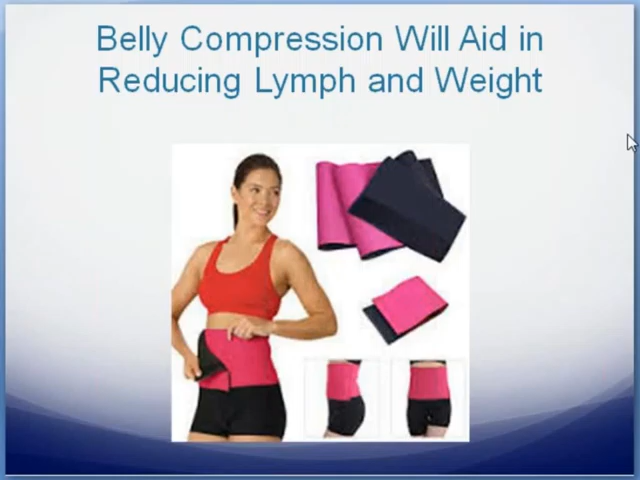 Belly Compression Will Aid in
Reducing Lymph and Weight